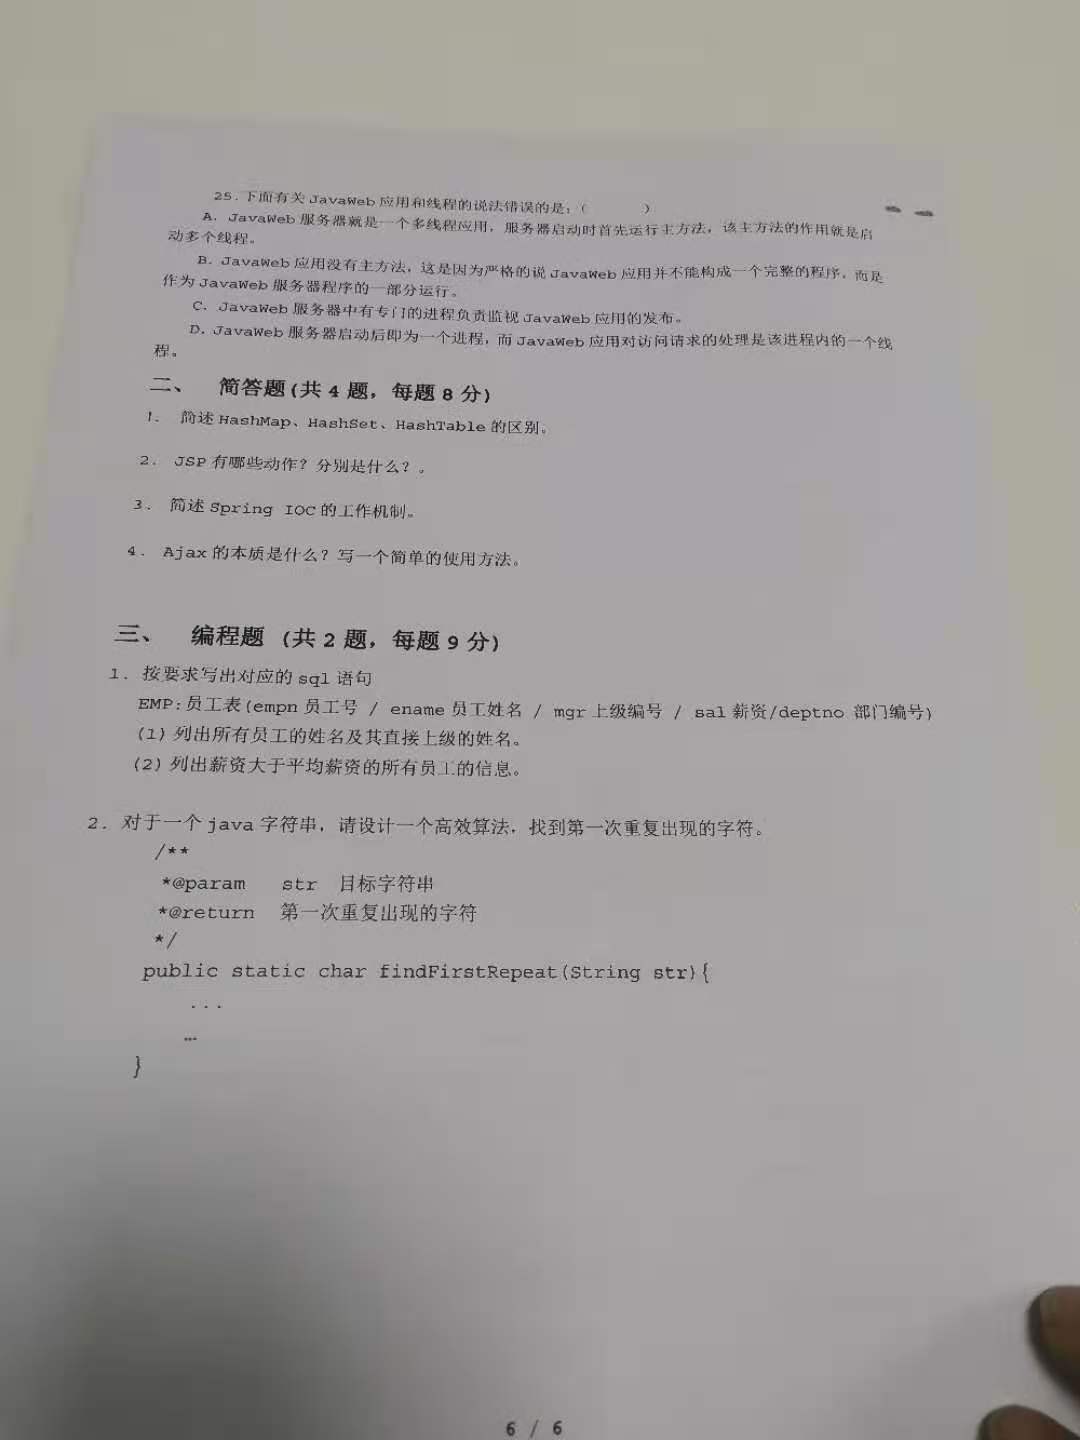 25.下面有关 JavaWeb 应用和线程的说法错误的是：（ ）
A. JavaWeb 服务器就是一个多线程应用，服务器启动时首先运行主方法，该主方法的作用就是启
动多个线程。
B. JavaWeb 应用没有主方法，这是因为严格的说 JavaWeb 应用并不能构成一个完整的程序，而是
作为 JavaWeb 服务器程序的一部分运行。
C. JavaWeb 服务器中有专门的进程负责监视 JavaWeb 应用的发布。
D. JavaWeb 服务器启动后即为一个进程，而 JavaWeb 应用对访问请求的处理是该进程内的一个线
程。
二、 简答题(共 4 题，每题 8 分)
1. 简述 HashMap、HashSet、HashTable 的区别。
2. JSP 有哪些动作？分别是什么？。
3. 简述 Spring IOC 的工作机制。
4. Ajax 的本质是什么？写一个简单的使用方法。
三、 编程题 (共 2 题，每题 9 分)
1. 按要求写出对应的 sql 语句
EMP:员工表(empn 员工号 / ename 员工姓名 / mgr 上级编号 / sal 薪资/deptno 部门编号)
(1) 列出所有员工的姓名及其直接上级的姓名。
(2) 列出薪资大于平均薪资的所有员工的信息。
2. 对于一个 java 字符串，请设计一个高效算法，找到第一次重复出现的字符。
/**
*@param str 目标字符串
*@return 第一次重复出现的字符
*/
public static char findFirstRepeat(String str){
...
…
}
6 / 6